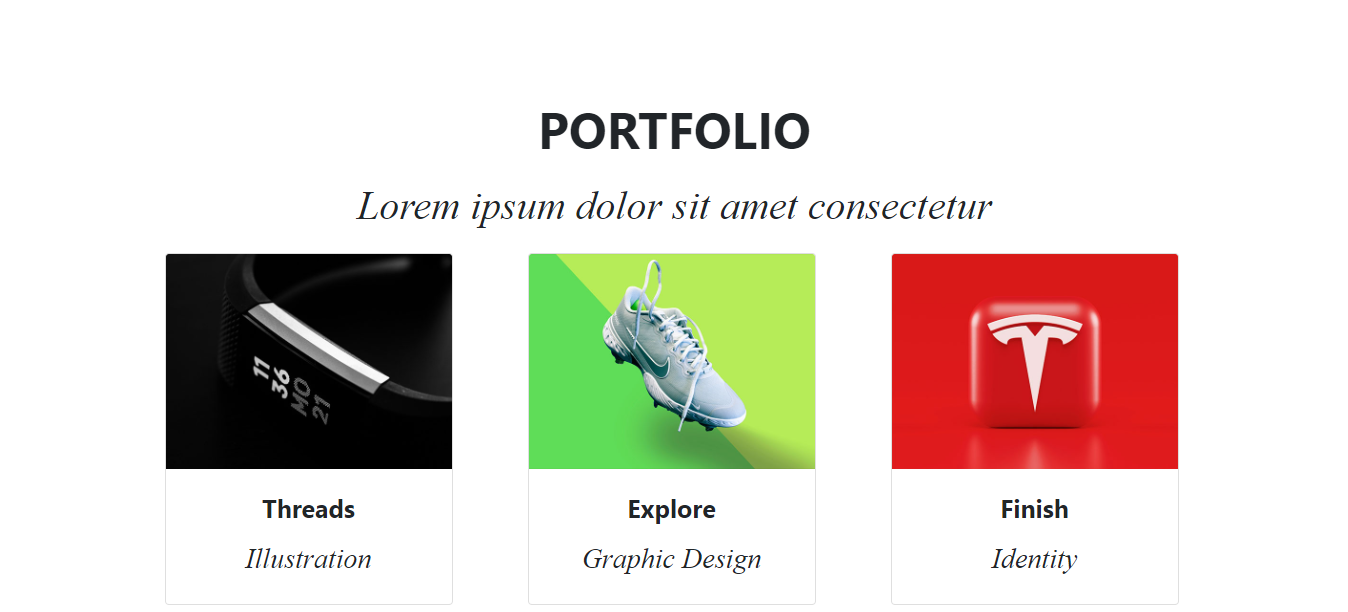 PORTFOLIO
Lorem ipsum dolor sit amet consectetur
11
36
MO
21
Threads
Illustration
Explore
Graphic Design
Finish
Identity